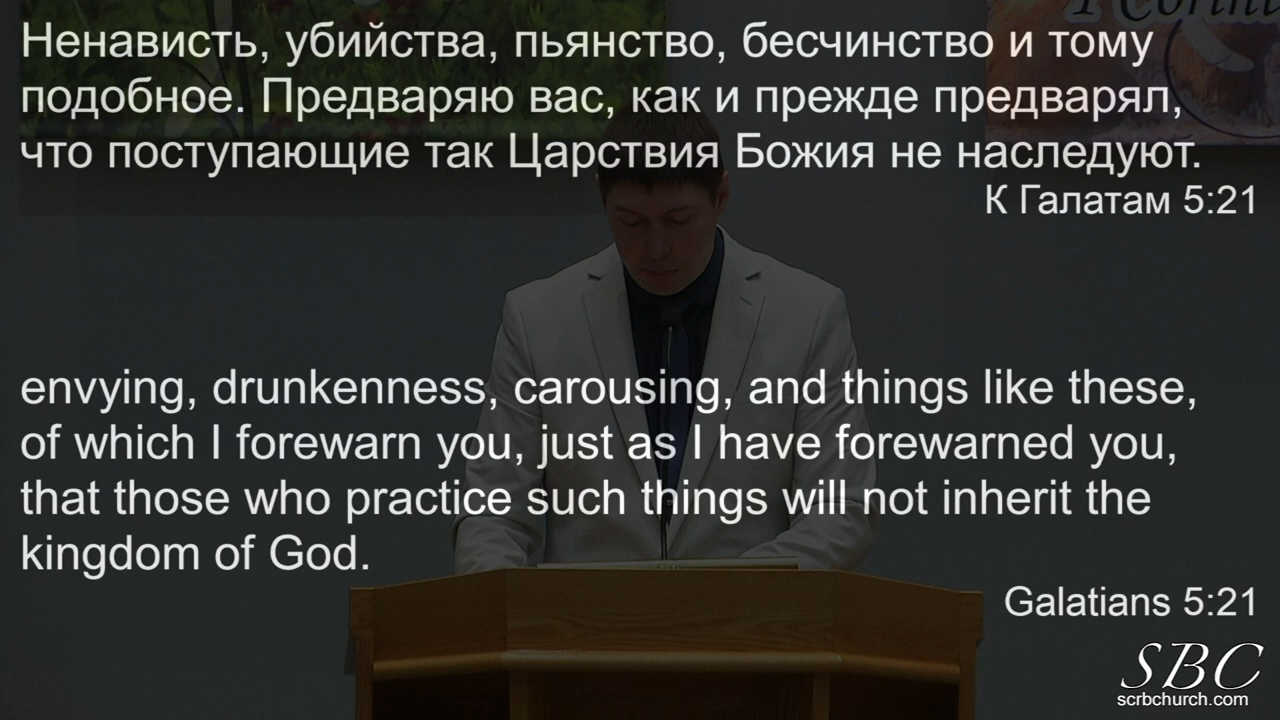 1 Corint
Ненависть, убийства, пьянство, бесчинство и тому
подобное. Предваряю вас, как и прежде предварял,
что поступающие так Царствия Божия не наследуют.
К Галатам 5:21
envying, drunkenness, carousing, and things like these,
of which I forewarn you, just as I have forewarned you,
that those who practice such things will not inherit the
kingdom of God.
Galatians 5:21
SBC
scrbchurch.com